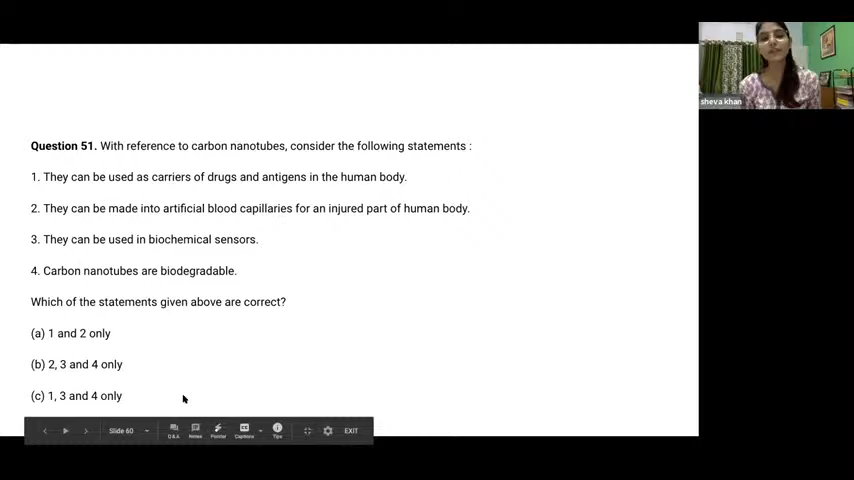 sheva khan
Question 51. With reference to carbon nanotubes, consider the following statements :
1. They can be used as carriers of drugs and antigens in the human body.
2. They can be made into artificial blood capillaries for an injured part of human body.
3. They can be used in biochemical sensors.
4. Carbon nanotubes are biodegradable.
Which of the statements given above are correct?
(a) 1 and 2 only
(b) 2, 3 and 4 only
(c) 1, 3 and 4 only
Slide 60 Q&A Notes Pointer Captions Tips EXIT